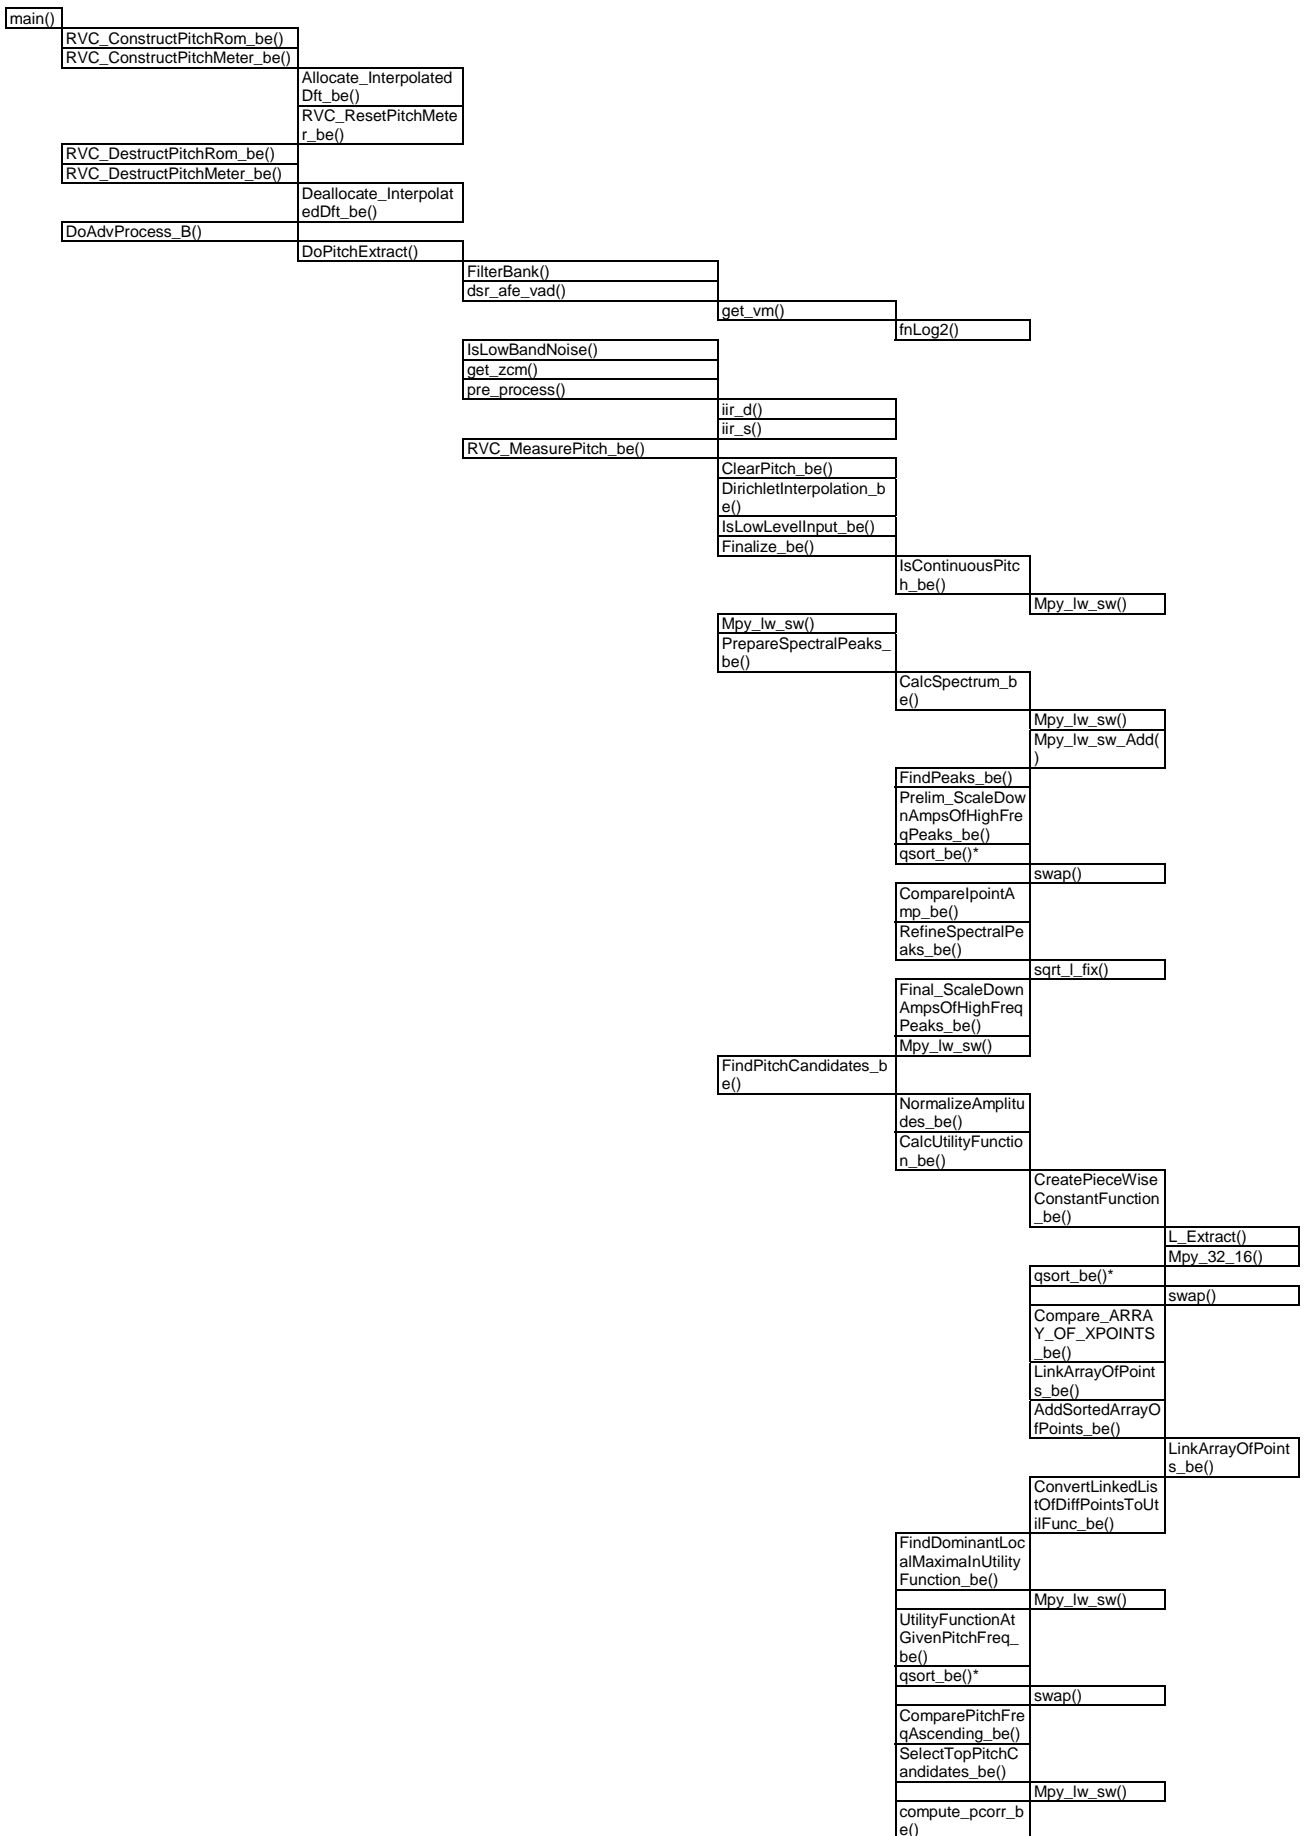 main()
RVC_ConstructPitchRom_be()
RVC_ConstructPitchMeter_be()
Allocate_Interpolated
Dft_be()
RVC_ResetPitchMete
r_be()
RVC_DestructPitchRom_be()
RVC_DestructPitchMeter_be()
Deallocate_Interpolat
edDft_be()
DoAdvProcess_B()
DoPitchExtract()
FilterBank()
dsr_afe_vad()
get_vm()
fnLog2()
IsLowBandNoise()
get_zcm()
pre_process()
iir_d()
iir_s()
RVC_MeasurePitch_be()
ClearPitch_be()
DirichletInterpolation_b
e()
IsLowLevelInput_be()
Finalize_be()
IsContinuousPitc
h_be()
Mpy_lw_sw()
Mpy_lw_sw()
PrepareSpectralPeaks_
be()
CalcSpectrum_b
e()
Mpy_lw_sw()
Mpy_lw_sw_Add(
)
FindPeaks_be()
Prelim_ScaleDow
nAmpsOfHighFre
qPeaks_be()
qsort_be()*
swap()
CompareIpointA
mp_be()
RefineSpectralPe
aks_be()
sqrt_l_fix()
Final_ScaleDown
AmpsOfHighFreq
Peaks_be()
Mpy_lw_sw()
FindPitchCandidates_b
e()
NormalizeAmplitu
des_be()
CalcUtilityFunctio
n_be()
CreatePieceWise
ConstantFunction
_be()
L_Extract()
Mpy_32_16()
qsort_be()*
swap()
Compare_ARRA
Y_OF_XPOINTS
_be()
LinkArrayOfPoint
s_be()
AddSortedArrayO
fPoints_be()
LinkArrayOfPoint
s_be()
ConvertLinkedLis
tOfDiffPointsToUt
ilFunc_be()
FindDominantLoc
alMaximaInUtility
Function_be()
Mpy_lw_sw()
UtilityFunctionAt
GivenPitchFreq_
be()
qsort_be()*
swap()
ComparePitchFre
qAscending_be()
SelectTopPitchC
andidates_be()
Mpy_lw_sw()
compute_pcorr_b
e()